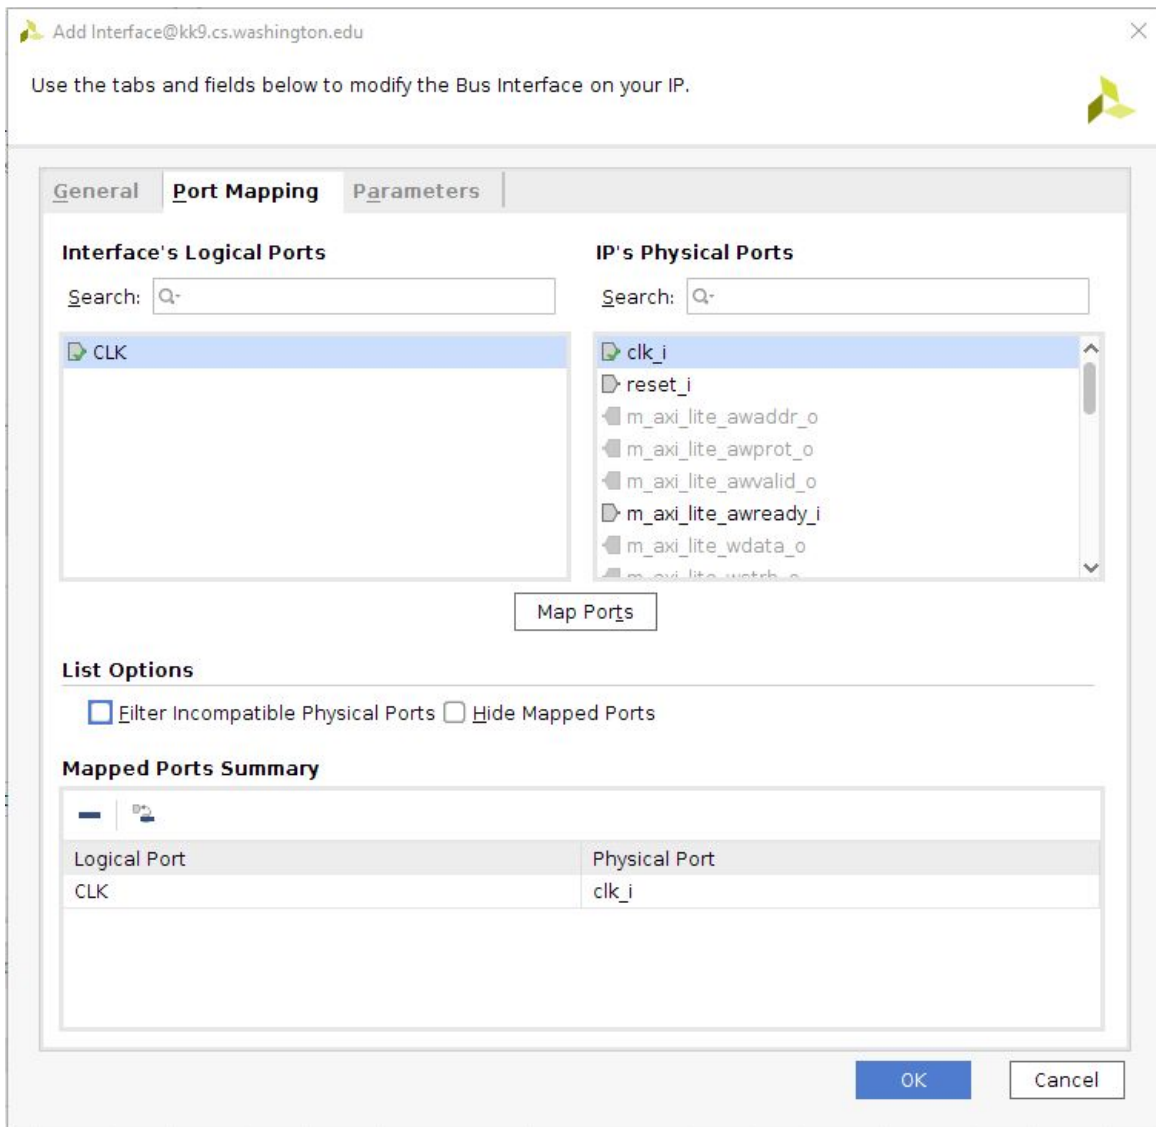 Add Interface@kk9.cs.washington.edu
Use the tabs and fields below to modify the Bus Interface on your IP.
General Port Mapping Parameters
Interface's Logical Ports
Search:
CLK
IP's Physical Ports
Search:
clk_i
reset_i
m_axi_lite_awaddr_o
m_axi_lite_awprot_o
m_axi_lite_awvalid_o
m_axi_lite_awready_i
m_axi_lite_wdata_o
m_axi_lite_wstrb_o
Map Ports
List Options
Filter Incompatible Physical Ports Hide Mapped Ports
Mapped Ports Summary
Logical Port Physical Port
CLK clk_i
OK Cancel